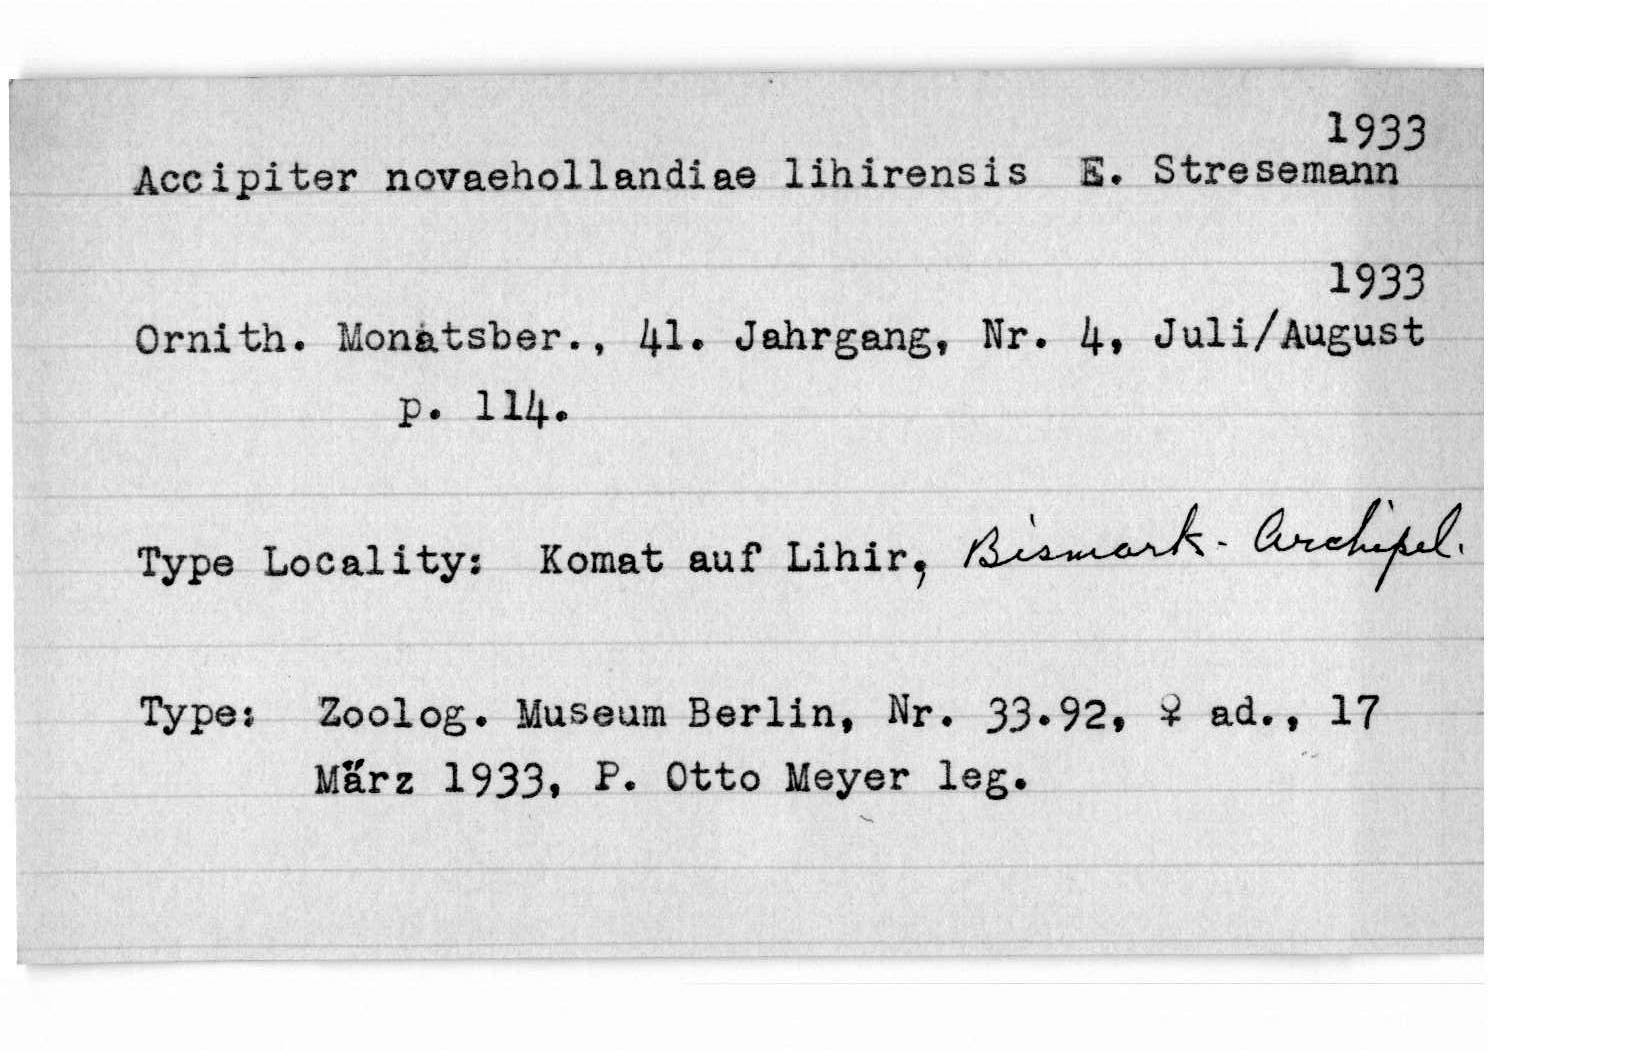 1933
Accipiter novaehollandiae lihirensis E. Stresemann
1933
Ornith. Monatsber., 41. Jahrgang, Nr. 4, Juli/August
p. 114.
Type Locality: Komat auf Lihir, Bismark-Archipel.
Type: Zoolog. Museum Berlin, Nr. 33.92, ♀ ad., 17
März 1933, P. Otto Meyer leg.